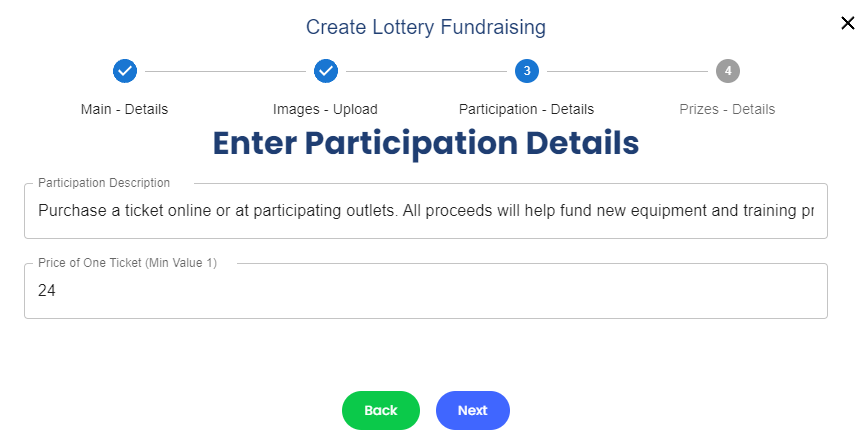 Create Lottery Fundraising
3 4
Main - Details Images - Upload Participation - Details Prizes - Details
Enter Participation Details
Participation Description
Purchase a ticket online or at participating outlets. All proceeds will help fund new equipment and training
Price of One Ticket (Min Value 1)
24
Back Next